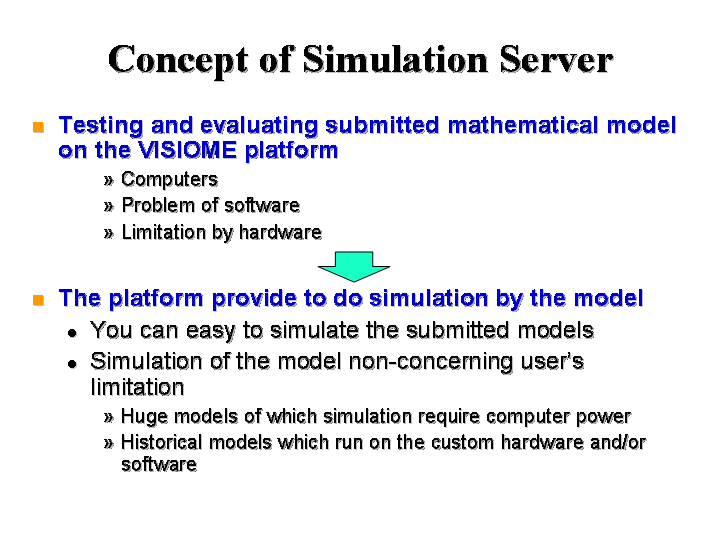 Concept of Simulation Server
Testing and evaluating submitted mathematical model
on the VISIOME platform
» Computers
» Problem of software
» Limitation by hardware
The platform provide to do simulation by the model
You can easy to simulate the submitted models
Simulation of the model non-concerning user's
limitation
» Huge models of which simulation require computer power
» Historical models which run on the custom hardware and/or
software